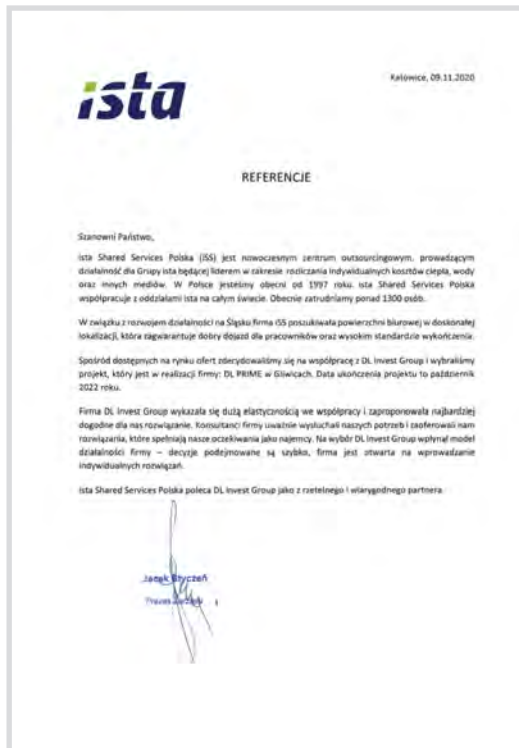 ista
Katowice, 09.11.2020
REFERENCJE
Szanowni Państwo,
ista Shared Services Polska (iSS) jest nowoczesnym centrum outsourcingowym, prowadzącym
działalność dla Grupy ista będącej liderem w zakresie rozliczania indywidualnych kosztów ciepła, wody
oraz innych mediów. W Polsce jesteśmy obecni od 1997 roku. ista Shared Services Polska
współpracuje z oddziałami ista na całym świecie. Obecnie zatrudniamy ponad 1300 osób.
W związku z rozwojem działalności na Śląsku firma iSS poszukiwała powierzchni biurowej w doskonałej
lokalizacji, która zagwarantuje dobry dojazd dla pracowników oraz wysokim standardzie wykończenia.
Spośród dostępnych na rynku ofert zdecydowaliśmy się na współpracę z DL Invest Group i wybraliśmy
projekt, który jest w realizacji firmy: DL PRIME w Gliwicach. Data ukończenia projektu to październik
2022 roku.
Firma DL Invest Group wykazała się dużą elastycznością we współpracy i zaproponowała najbardziej
dogodne dla nas rozwiązanie. Konsultanci firmy uważnie wysłuchali naszych potrzeb i zaoferowali nam
rozwiązania, które spełniają nasze oczekiwania jako najemcy. Na wybór DL Invest Group wpłynął model
działalności firmy – decyzje podejmowane są szybko, firma jest otwarta na wprowadzanie
indywidualnych rozwiązań.
ista Shared Services Polska poleca DL Invest Group jako z rzetelnego i wiarygodnego partnera.
Jacek Styczeń
Prezes Zarządu